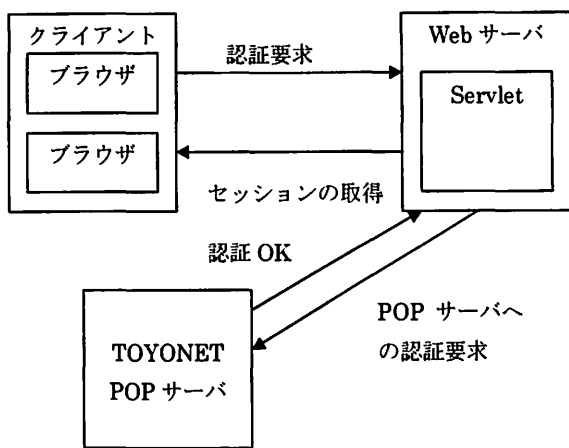 クライアント
ブラウザ
ブラウザ
認証要求
Web サーバ
Servlet
セッションの取得
認証 OK
POP サーバへ
の認証要求
TOYONET
POP サーバ